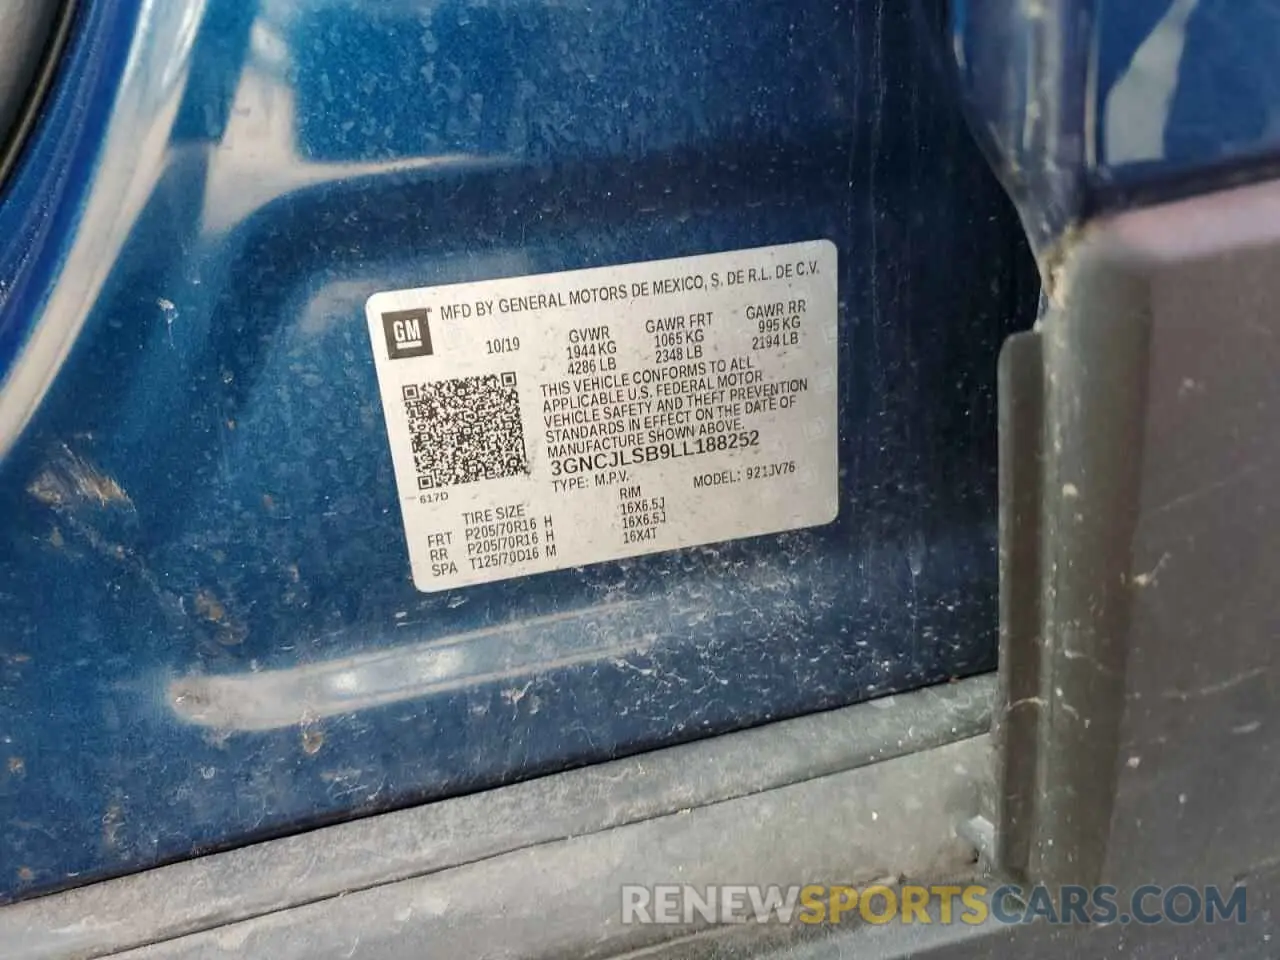 MFD BY GENERAL MOTORS DE MEXICO, S. DE R.L. DE C.V.
GM
10/19
GVWR GAWR FRT GAWR RR
1944 KG 1065 KG 995 KG
4286 LB 2348 LB 2194 LB
THIS VEHICLE CONFORMS TO ALL
APPLICABLE U.S. FEDERAL MOTOR
VEHICLE SAFETY AND THEFT PREVENTION
STANDARDS IN EFFECT ON THE DATE OF
MANUFACTURE SHOWN ABOVE.
3GNCJLSB9LL188252
TYPE: M.P.V. MODEL: 921JV76
617D
TIRE SIZE RIM
FRT P205/70R16 H 16X6.5J
RR P205/70R16 H 16X6.5J
SPA T125/70D16 M 16X4T
RENEWSPORTSCARS.COM